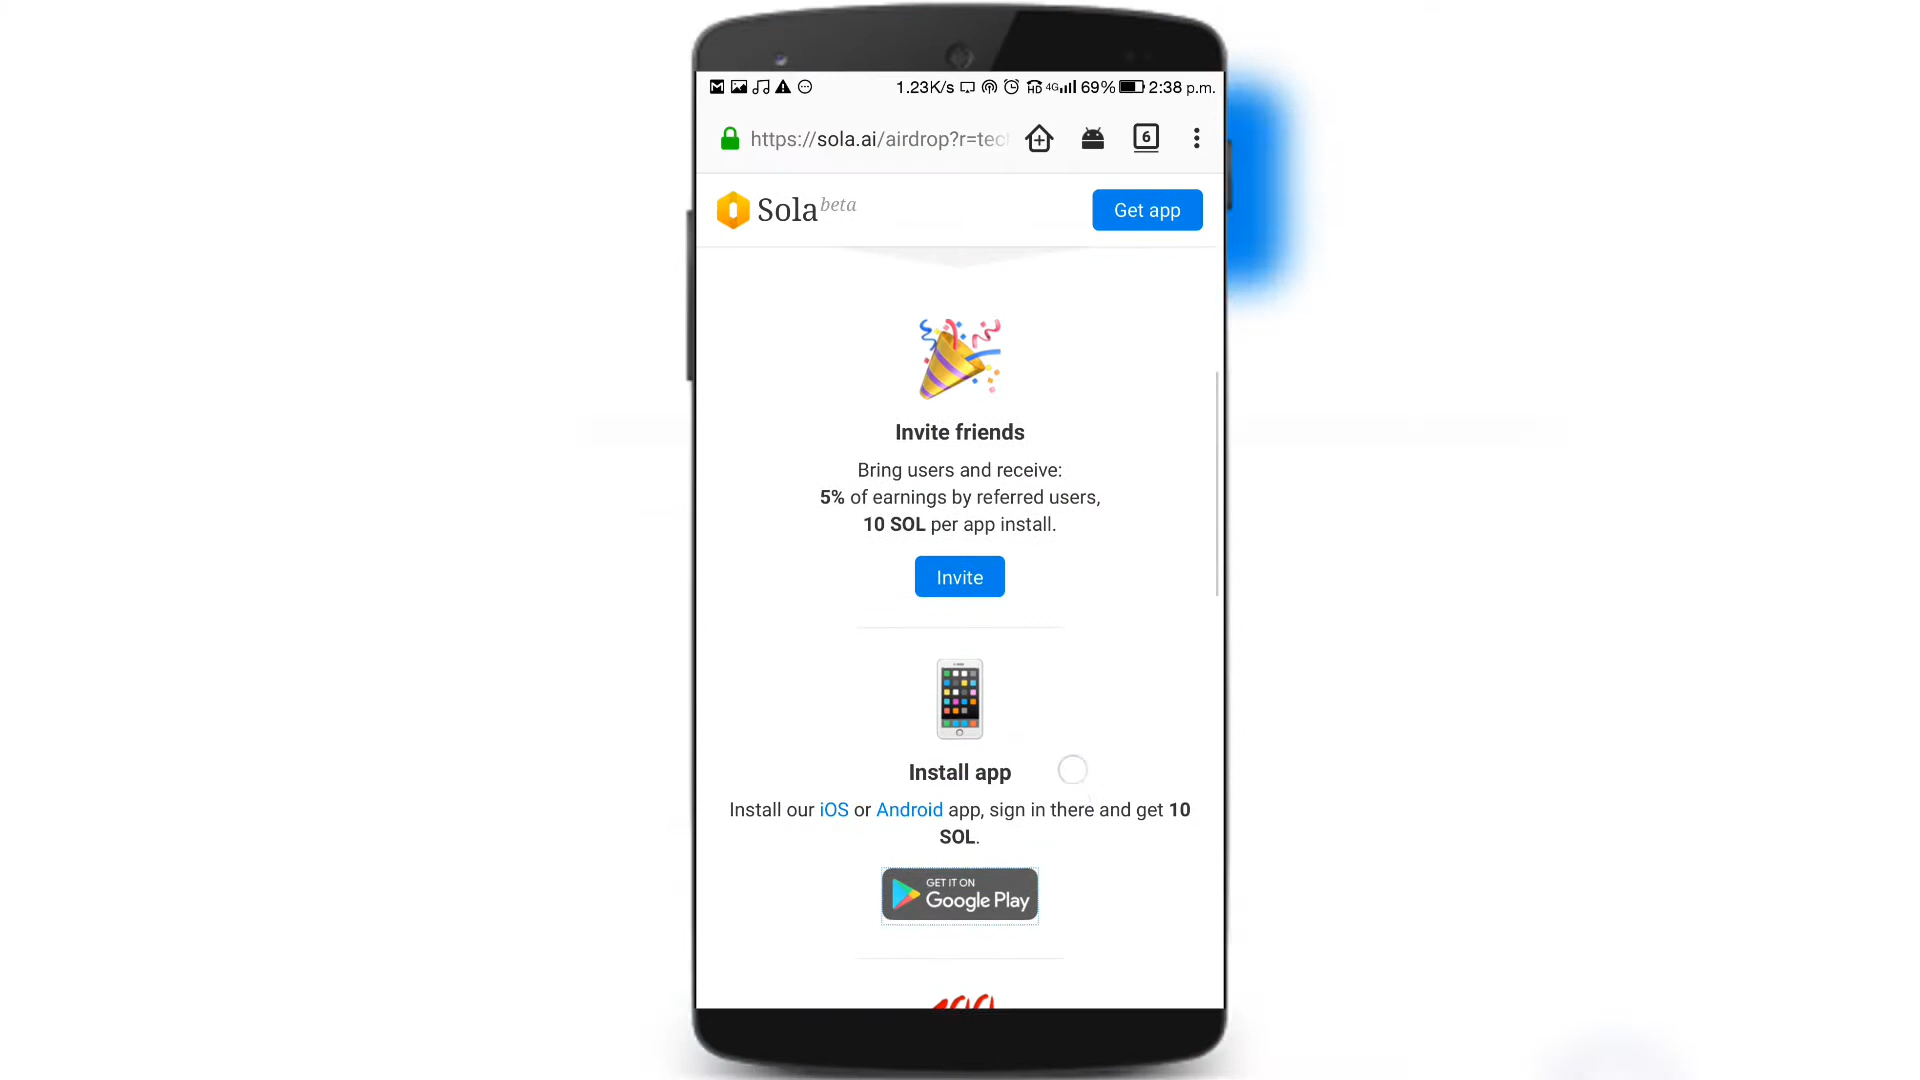 1.23K/s HD 4G 69% 2:38 p.m.
https://sola.ai/airdrop?r=tec
6
Sola beta
Get app
Invite friends
Bring users and receive:
5% of earnings by referred users,
10 SOL per app install.
Invite
Install app
Install our iOS or Android app, sign in there and get 10
SOL.
GET IT ON
Google Play